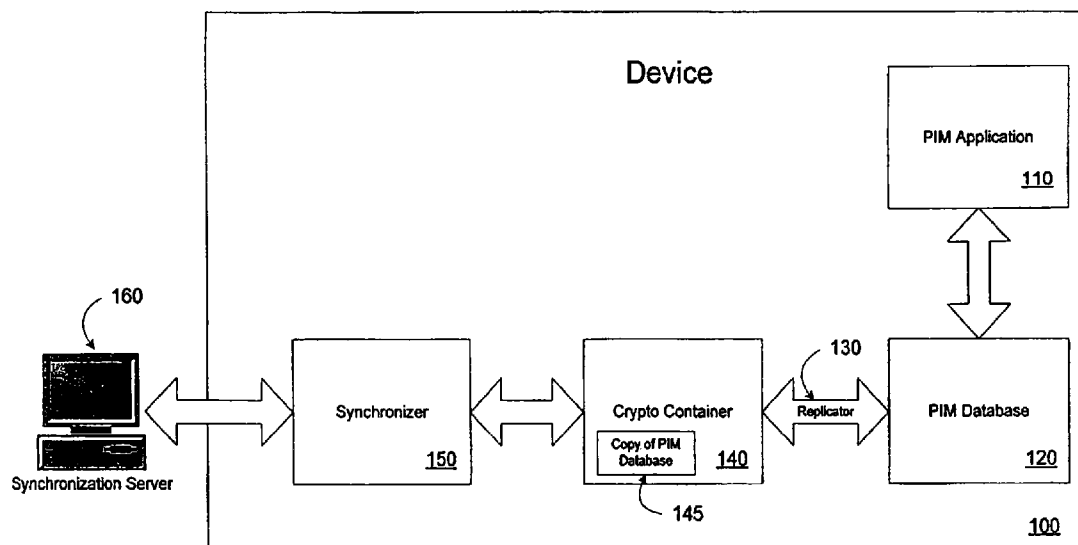 Device
PIM Application
110
160
130
Synchronizer
150
Crypto Container
Copy of PIM
Database
140
145
Replicator
PIM Database
120
Synchronization Server
100